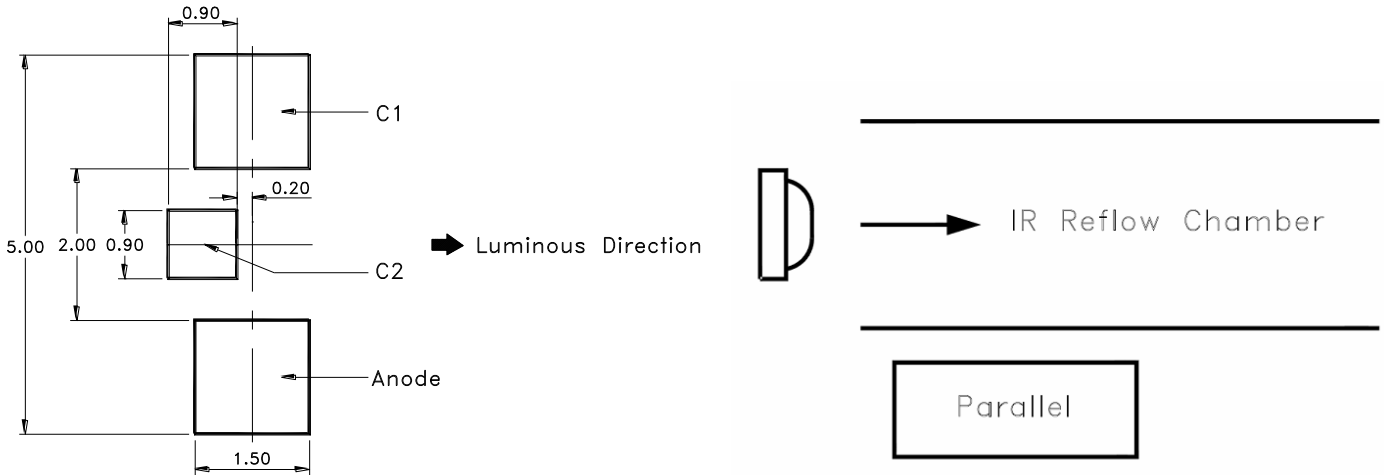 0.90
C1
0.20
5.00 2.00 0.90
Luminous Direction
C2
Anode
1.50
IR Reflow Chamber
Parallel